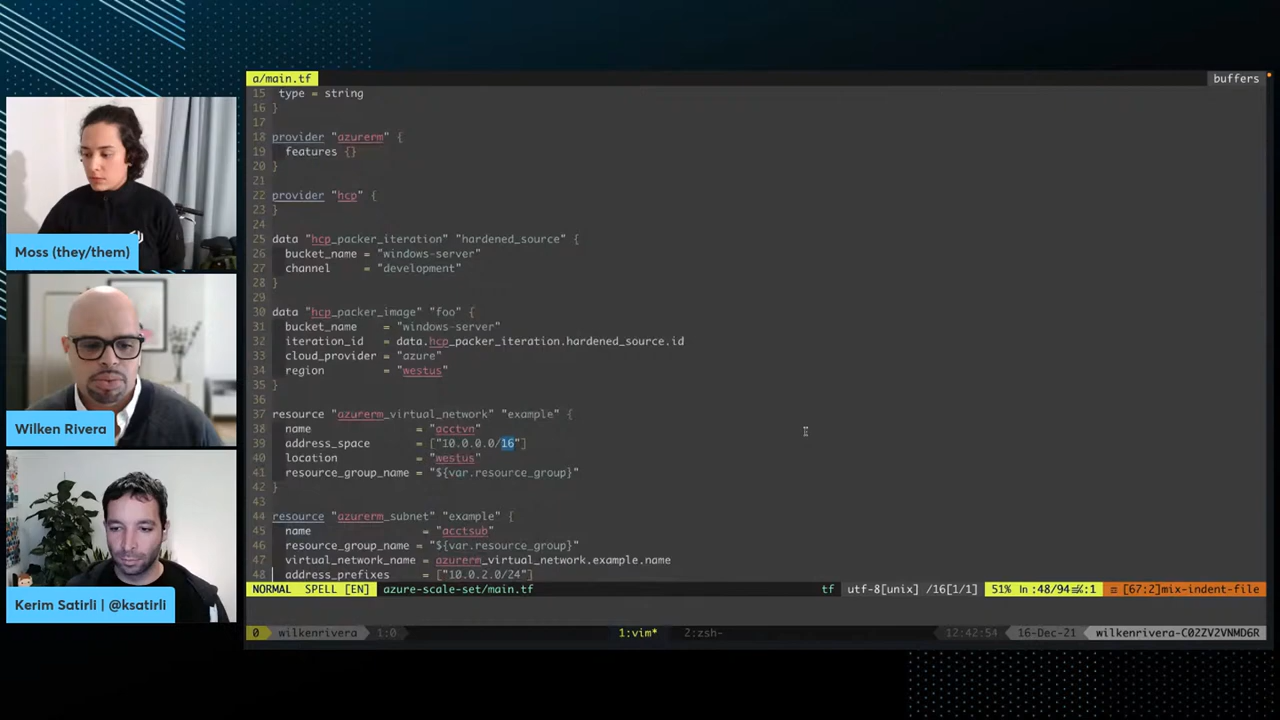 a/main.tf
buffers
15 type = string
16 }
17
18 provider "azurerm" {
19 features {}
20 }
21
22 provider "hcp" {
23 }
24
25 data "hcp_packer_iteration" "hardened_source" {
26 bucket_name = "windows-server"
27 channel = "development"
28 }
29
30 data "hcp_packer_image" "foo" {
31 bucket_name = "windows-server"
32 iteration_id = data.hcp_packer_iteration.hardened_source.id
33 cloud_provider = "azure"
34 region = "westus"
35 }
36
37 resource "azurerm_virtual_network" "example" {
38 name = "acctvn"
39 address_space = ["10.0.0.0/16"]
40 location = "westus"
41 resource_group_name = "${var.resource_group}"
42 }
43
44 resource "azurerm_subnet" "example" {
45 name = "acctsub"
46 resource_group_name = "${var.resource_group}"
47 virtual_network_name = azurerm_virtual_network.example.name
48 address_prefixes = ["10.0.2.0/24"]
NORMAL SPELL [EN] azure-scale-set/main.tf tf utf-8[unix] /16[1/1] 51% ln :48/94≡:1 ≡ [67:2]mix-indent-file
0 wilkenrivera 1:0 1:vim* 2:zsh- 12:42:54 16-Dec-21 wilkenrivera-C02ZV2VNMD6R
Moss (they/them)
Wilken Rivera
Kerim Satirli | @ksatirli